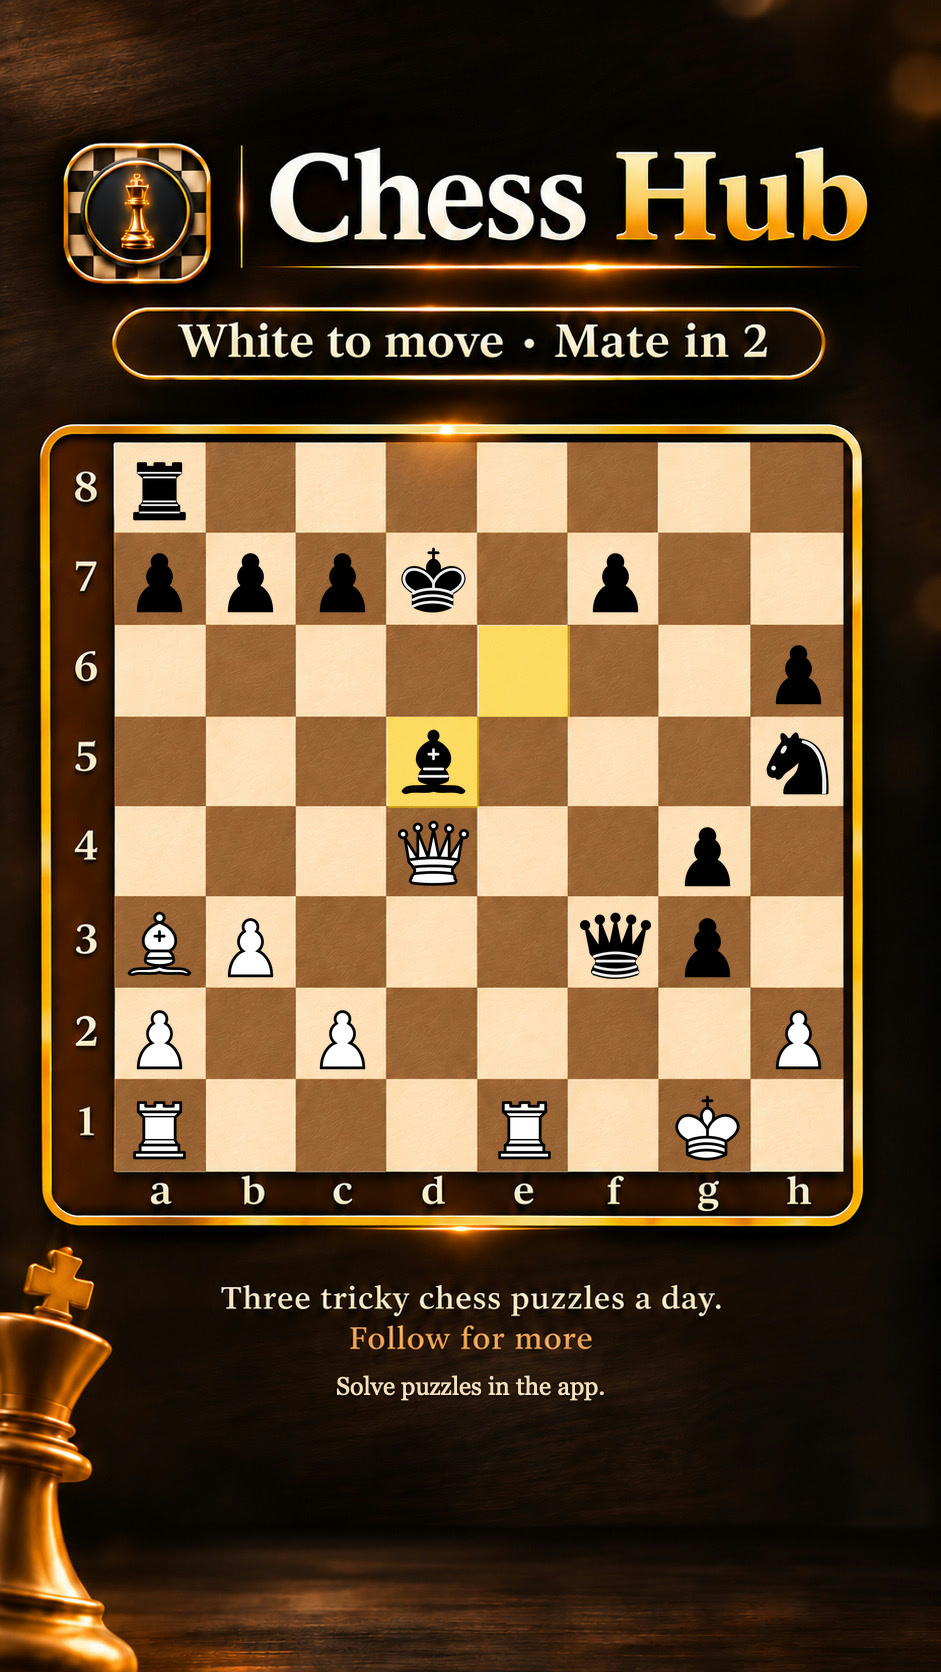 Chess Hub
White to move • Mate in 2
8
7
6
5
4
3
2
1
a b c d e f g h
Three tricky chess puzzles a day.
Follow for more
Solve puzzles in the app.